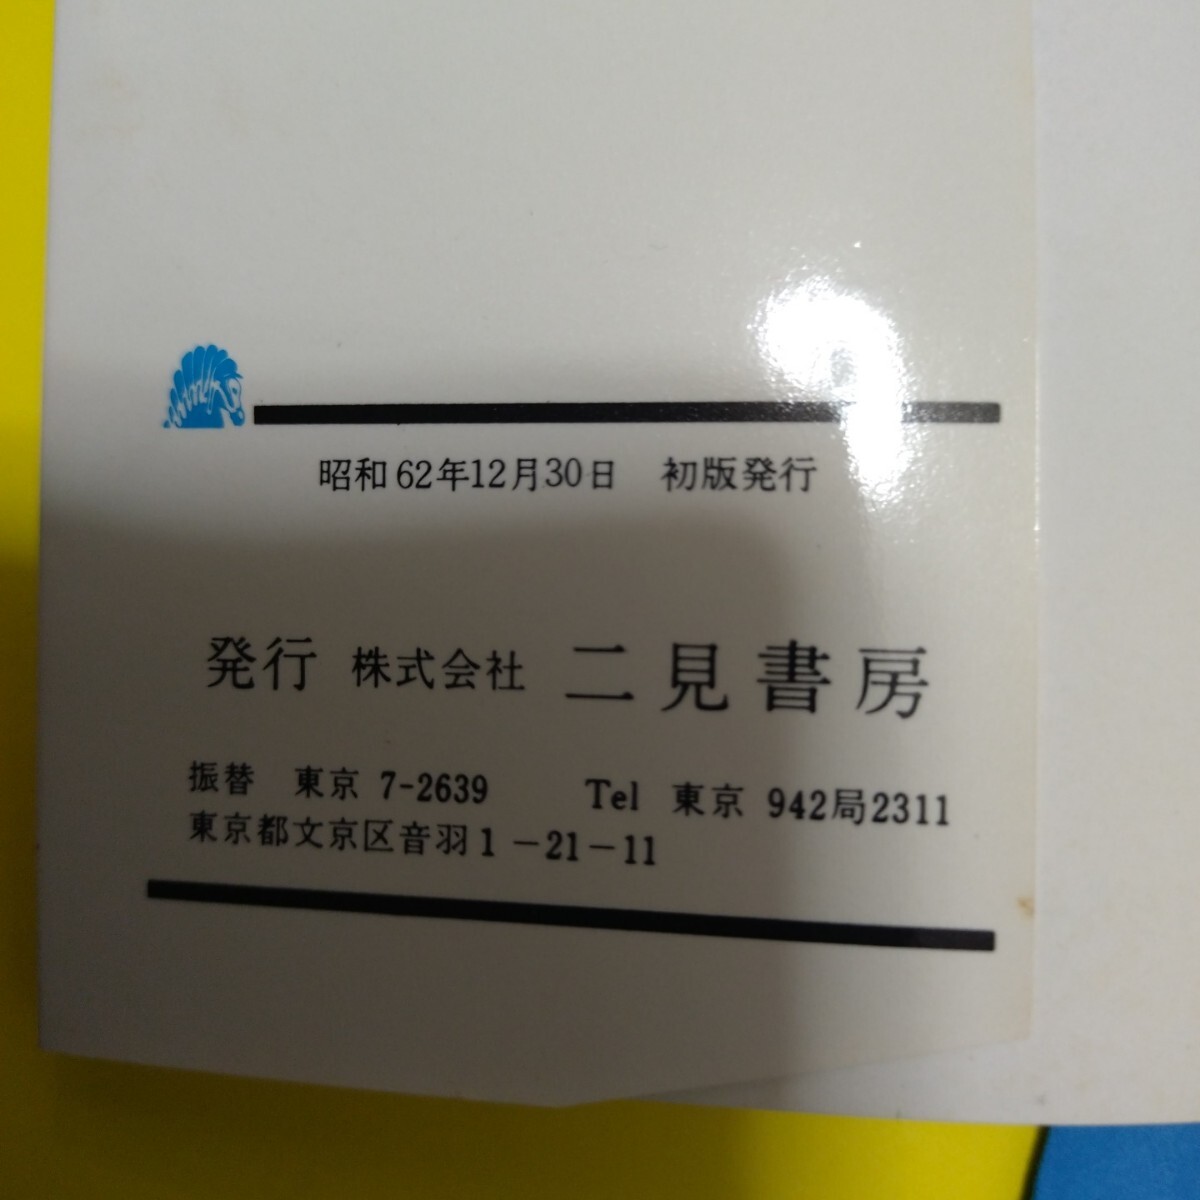 昭和62年12月30日 初版発行
発行 株式会社 二見書房
振替 東京 7-2639 Tel 東京 942局2311
東京都文京区音羽1-21-11